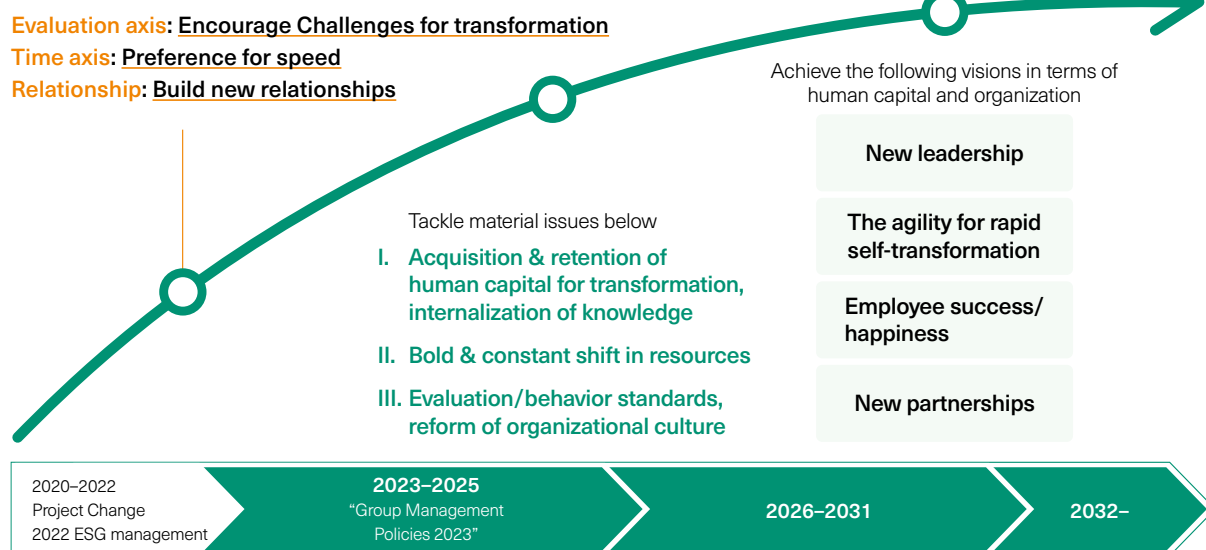 Evaluation axis: Encourage Challenges for transformation
Time axis: Preference for speed
Relationship: Build new relationships
Achieve the following visions in terms of
human capital and organization
New leadership
The agility for rapid
self-transformation
Employee success/
happiness
New partnerships
Tackle material issues below
I. Acquisition & retention of
human capital for transformation,
internalization of knowledge
II. Bold & constant shift in resources
III. Evaluation/behavior standards,
reform of organizational culture
2020–2022
Project Change
2022 ESG management
2023–2025
“Group Management
Policies 2023”
2026–2031
2032–